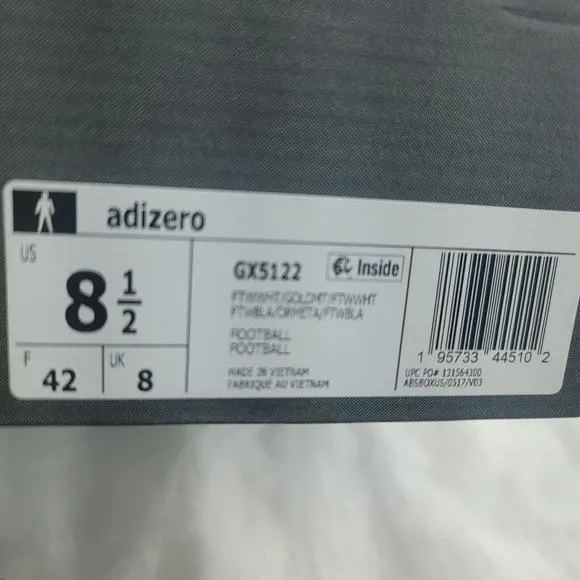 adizero
US
8 1/2
F
42
UK
8
GX5122
Inside
FTWWHT/GOLDMT/FTWWHT
FTWBLA/ORMETA/FTWBLA
FOOTBALL
FOOTBALL
MADE IN VIETNAM
FABRIQUE AU VIETNAM
1 95733 44510 2
UPC PO# 131564300
ABSBOXUS/0517/V03